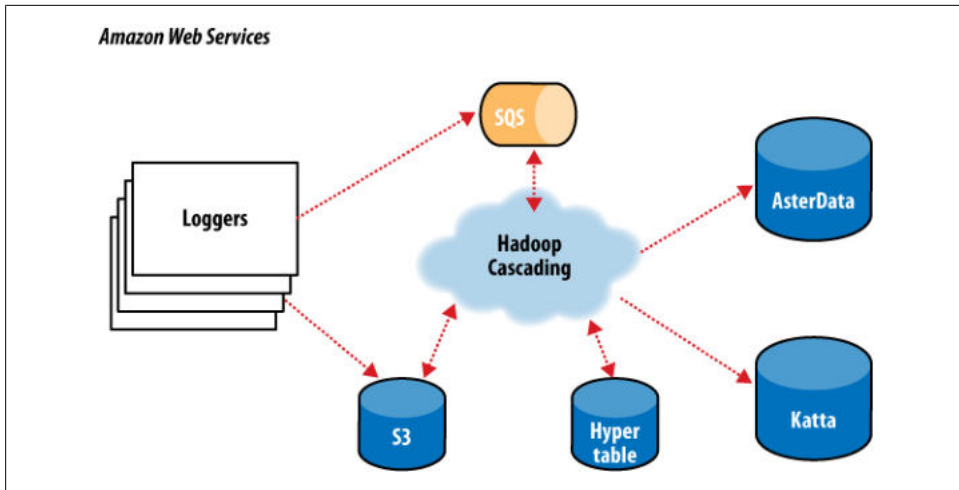 Amazon Web Services
SQS
Loggers
AsterData
Hadoop
Cascading
S3
Hyper
table
Katta